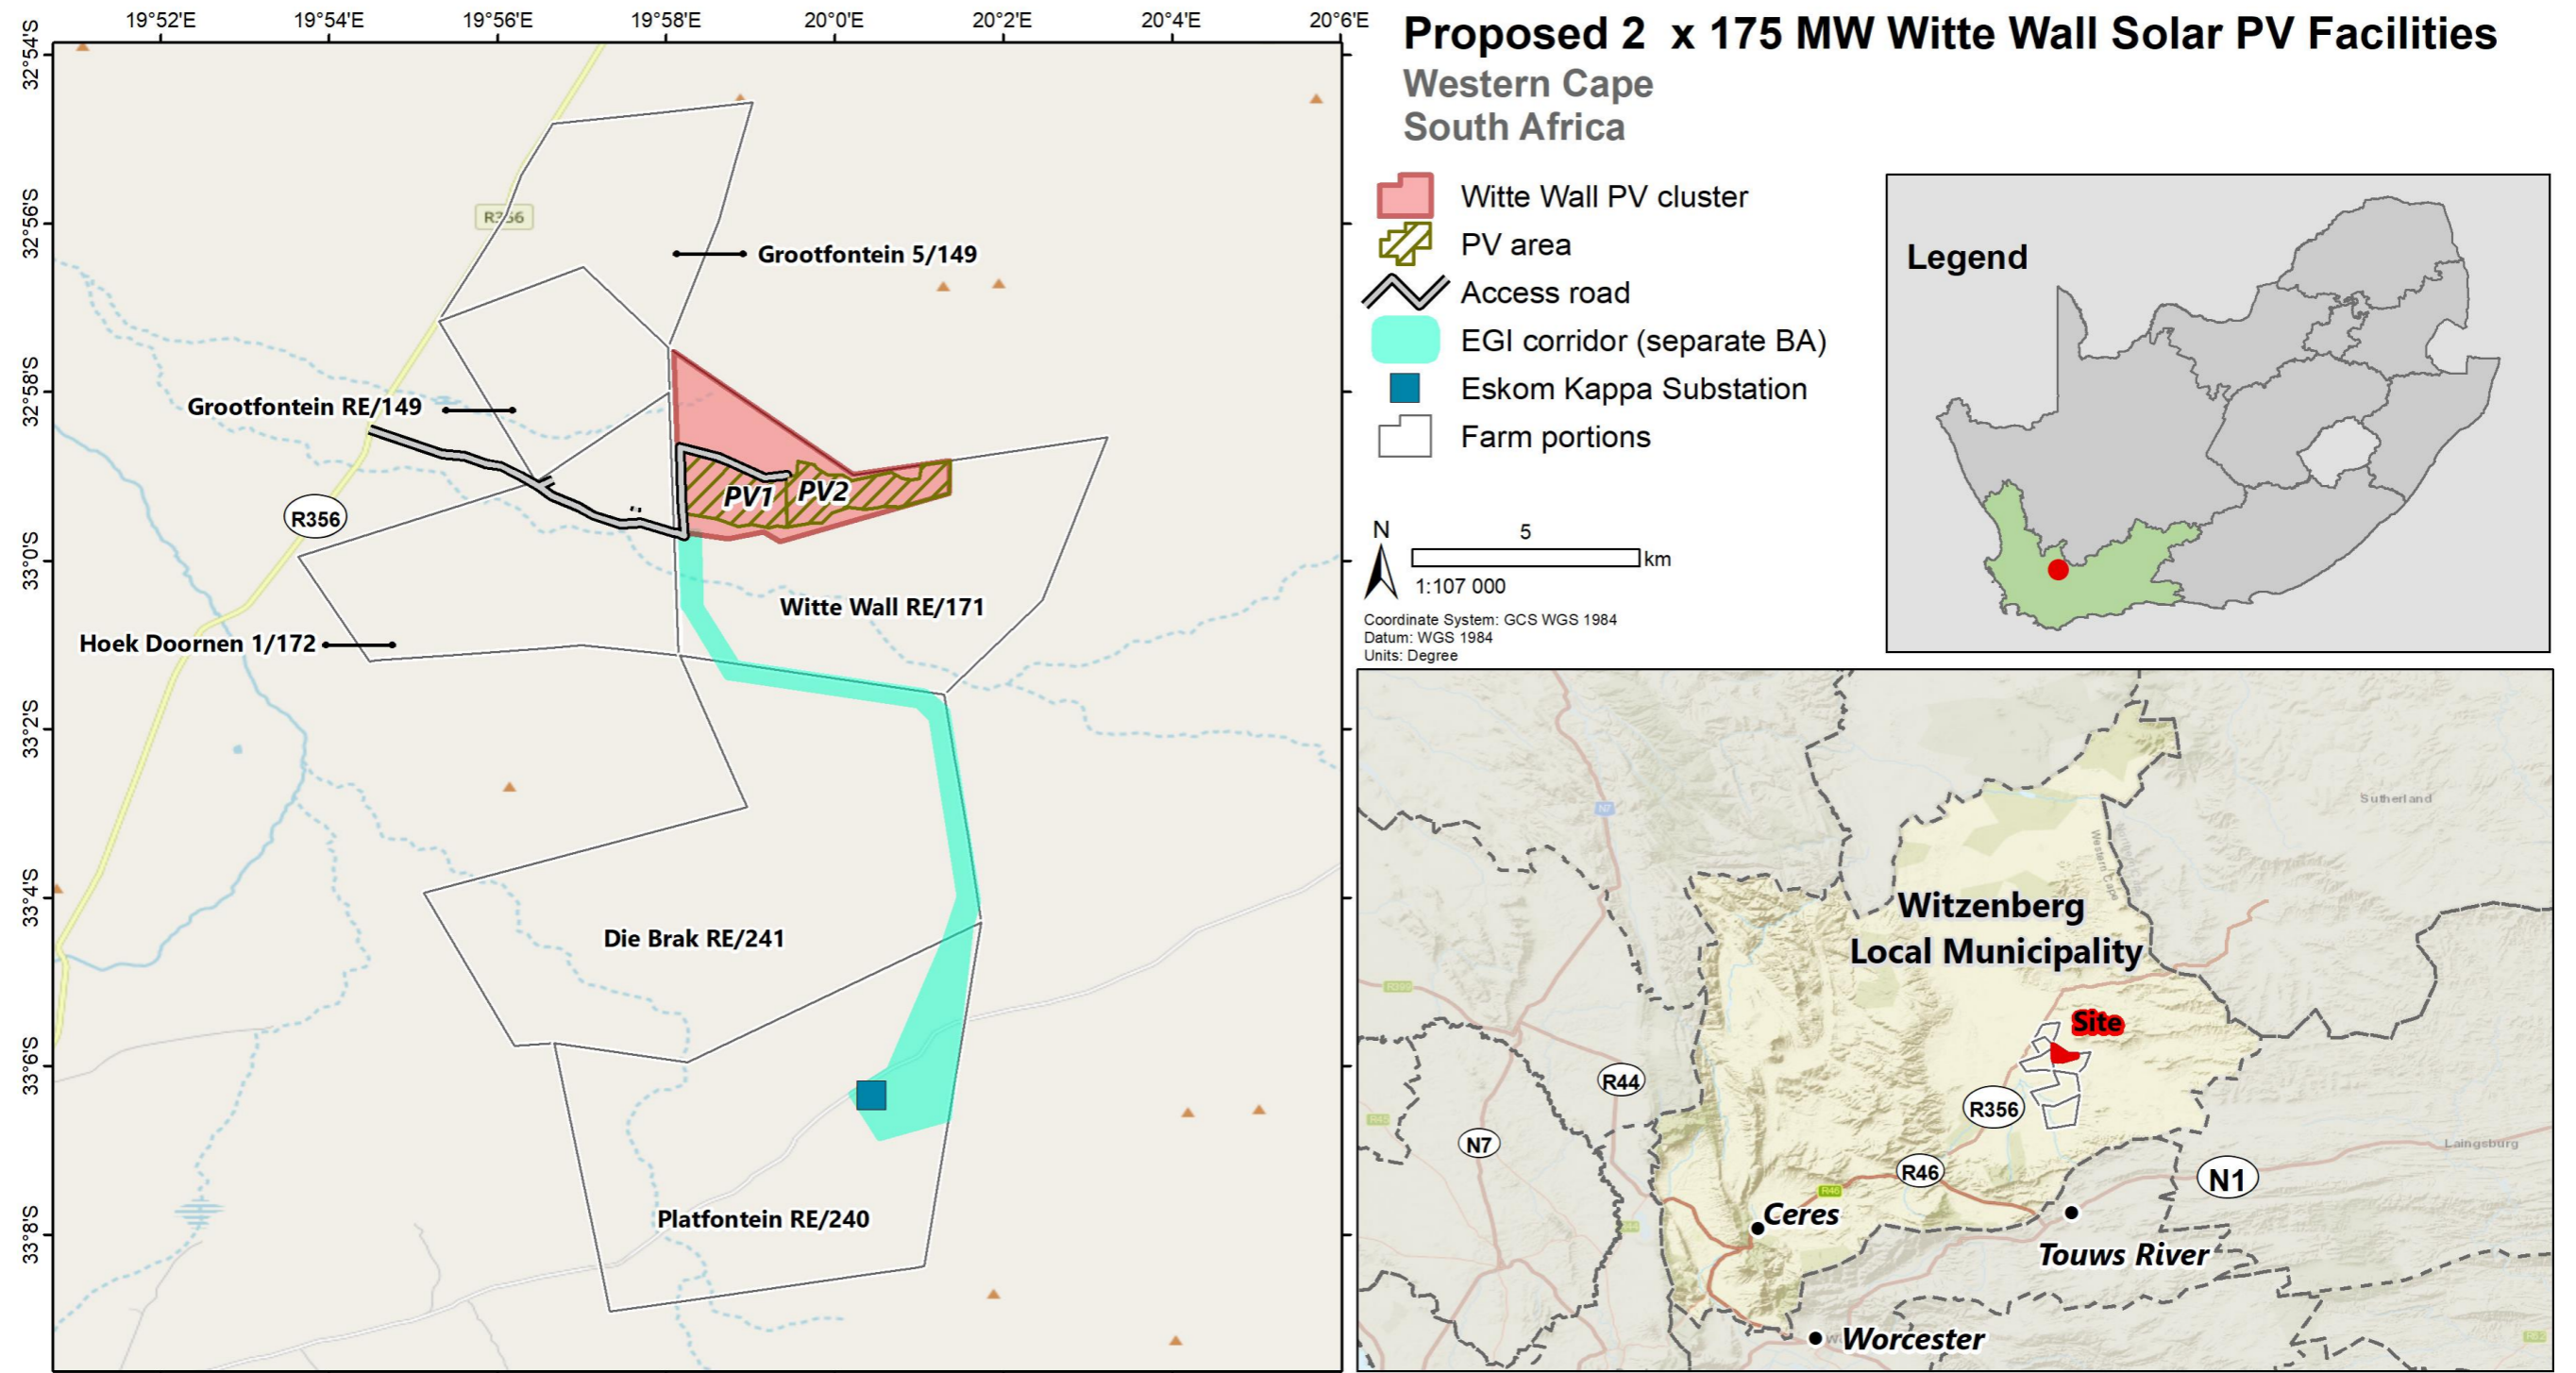 19°52'E 19°54'E 19°56'E 19°58'E 20°0'E 20°2'E 20°4'E 20°6'E
32°54'S
32°56'S
32°58'S
33°0'S
33°2'S
33°4'S
33°6'S
33°8'S
R356
Grootfontein 5/149
Grootfontein RE/149
PV1
PV2
R356
Witte Wall RE/171
Hoek Doornen 1/172
Die Brak RE/241
Platfontein RE/240
Proposed 2 x 175 MW Witte Wall Solar PV Facilities
Western Cape
South Africa
Witte Wall PV cluster
PV area
Access road
EGI corridor (separate BA)
Eskom Kappa Substation
Farm portions
N
5
km
1:107 000
Coordinate System: GCS WGS 1984
Datum: WGS 1984
Units: Degree
Legend
N7
Sutherland
Western Cape
Witzenberg
Local Municipality
Site
R44
R356
N7
Laingsburg
R46
N1
R46
Ceres
Touws River
Worcester